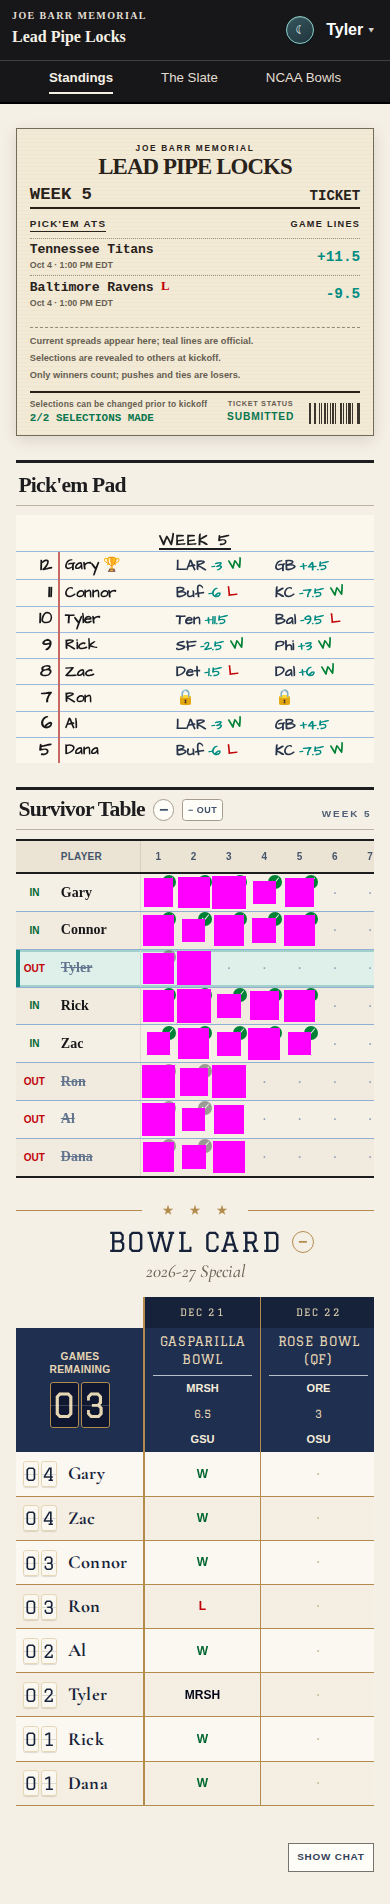 JOE BARR MEMORIAL
Lead Pipe Locks
Tyler
Standings The Slate NCAA Bowls
JOE BARR MEMORIAL
LEAD PIPE LOCKS
WEEK 5 TICKET
PICK'EM ATS GAME LINES
Tennessee Titans +11.5
Oct 4 · 1:00 PM EDT
Baltimore Ravens L -9.5
Oct 4 · 1:00 PM EDT
Current spreads appear here; teal lines are official.
Selections are revealed to others at kickoff.
Only winners count; pushes and ties are losers.
Selections can be changed prior to kickoff TICKET STATUS
2/2 SELECTIONS MADE SUBMITTED
Pick'em Pad
WEEK 5
12 Gary 🏆 LAR -3 W GB +4.5
11 Connor Buf -6 L KC -7.5 W
10 Tyler Ten +11.5 Bal -9.5 L
9 Rick SF -2.5 W Phi +3 W
8 Zac Det -1.5 L Dal +6 W
7 Ron 🔒 🔒
6 Al LAR -3 W GB +4.5
5 Dana Buf -6 L KC -7.5 W
Survivor Table − − OUT WEEK 5
PLAYER 1 2 3 4 5 6 7
IN Gary · ·
IN Connor · ·
OUT Tyler · · · · ·
IN Rick · ·
IN Zac · ·
OUT Ron · · · ·
OUT Al · · · ·
OUT Dana · · · ·
★ ★ ★
BOWL CARD −
2026-27 Special
DEC 21 DEC 22
GAMES REMAINING 03 GASPARILLA BOWL ROSE BOWL (QF)
MRSH ORE
6.5 3
GSU OSU
04 Gary W ·
04 Zac W ·
03 Connor W ·
03 Ron L ·
02 Al W ·
02 Tyler MRSH ·
01 Rick W ·
01 Dana W ·
SHOW CHAT